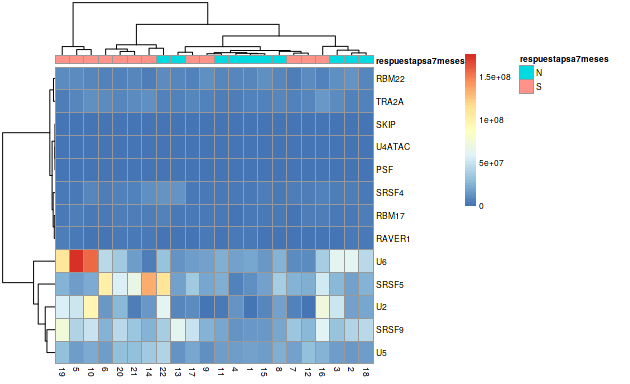 respuestapsa7meses
RBM22
TRA2A
SKIP
U4ATAC
PSF
SRSF4
RBM17
RAVER1
U6
SRSF5
U2
SRSF9
U5
19 5 10 6 20 21 14 22 13 17 9 11 4 1 15 8 7 12 16 3 2 18
1.5e+08
1e+08
5e+07
0
respuestapsa7meses
N
S